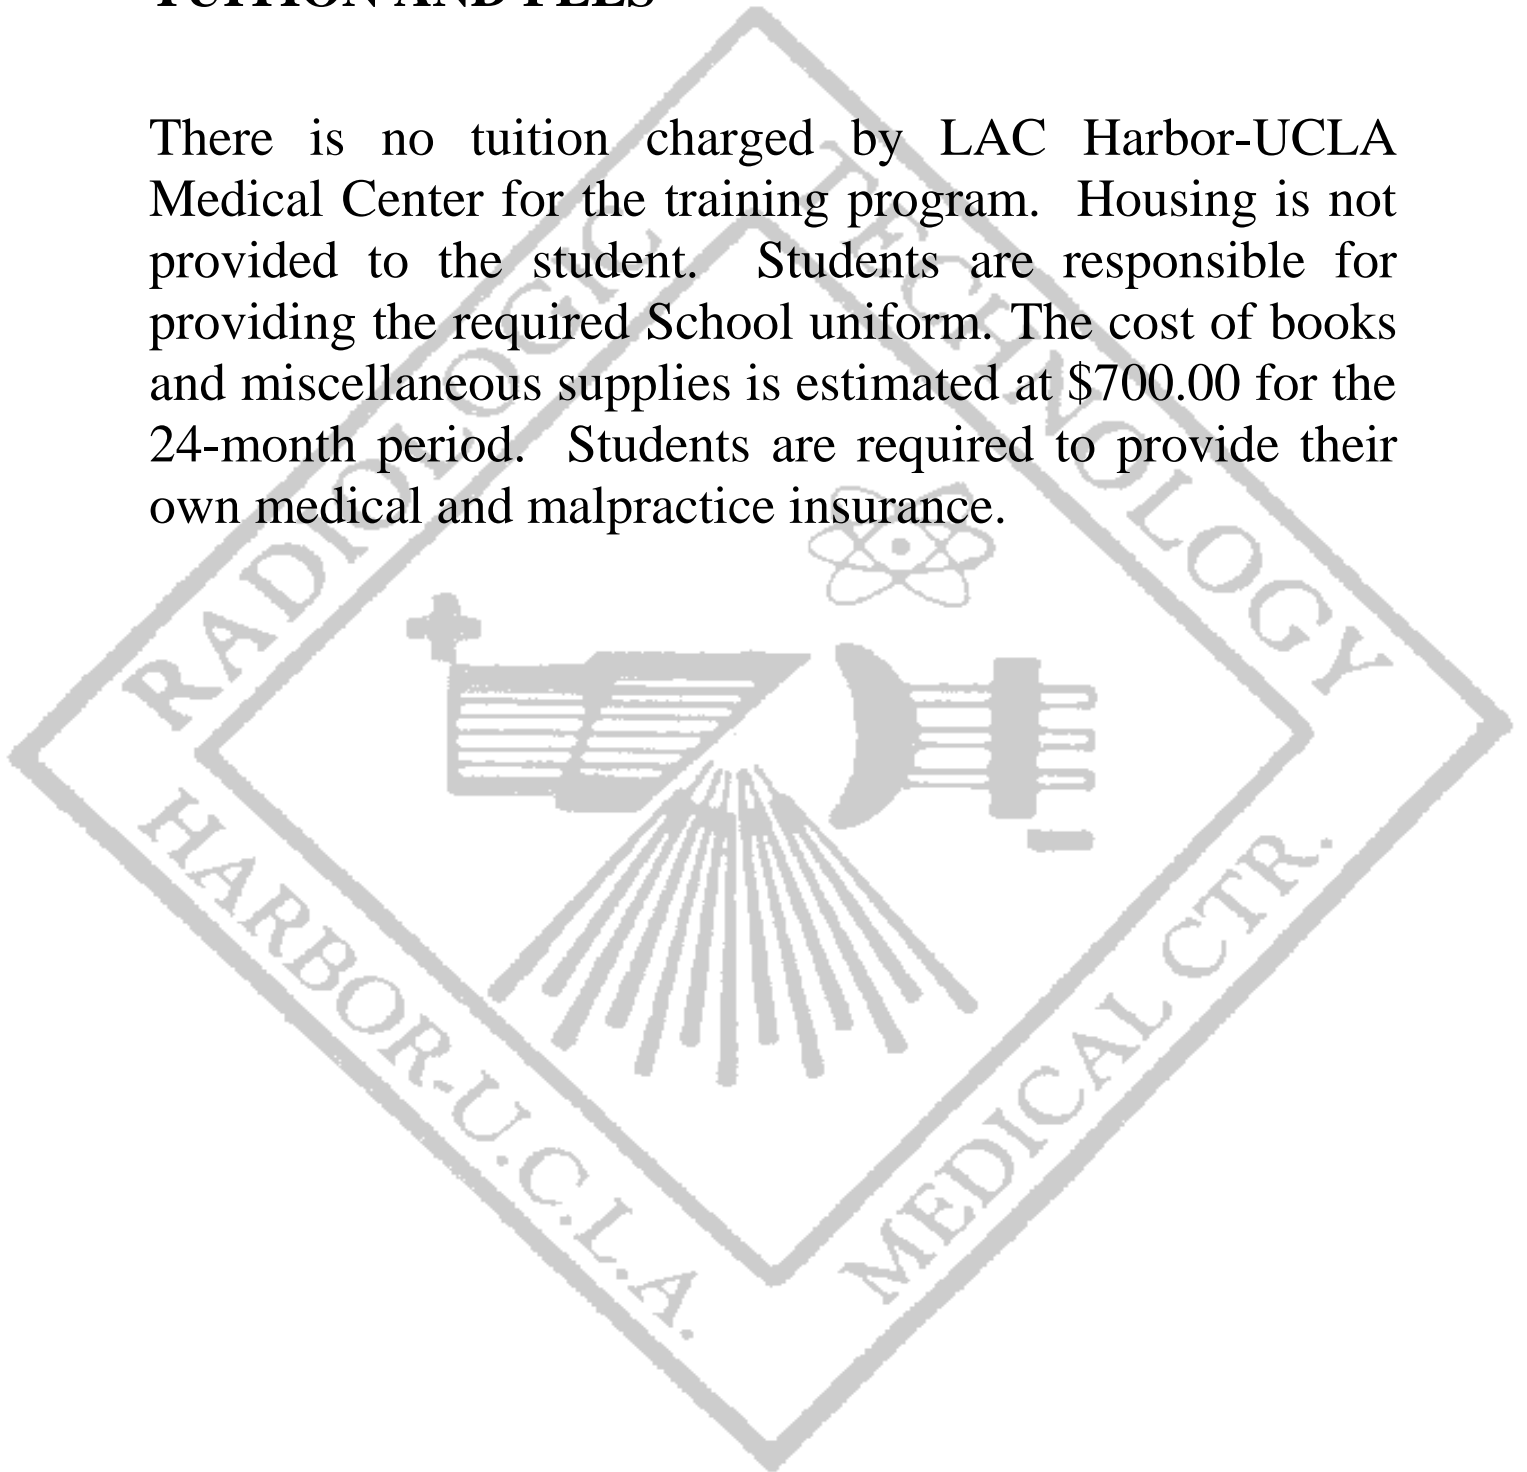 TUITION AND FEES
There is no tuition charged by LAC Harbor-UCLA
Medical Center for the training program. Housing is not
provided to the student. Students are responsible for
providing the required School uniform. The cost of books
and miscellaneous supplies is estimated at $700.00 for the
24-month period. Students are required to provide their
own medical and malpractice insurance.
RADIOLOGIC
TECHNOLOGY
HARBOR-U.C.L.A.
MEDICAL CTR.